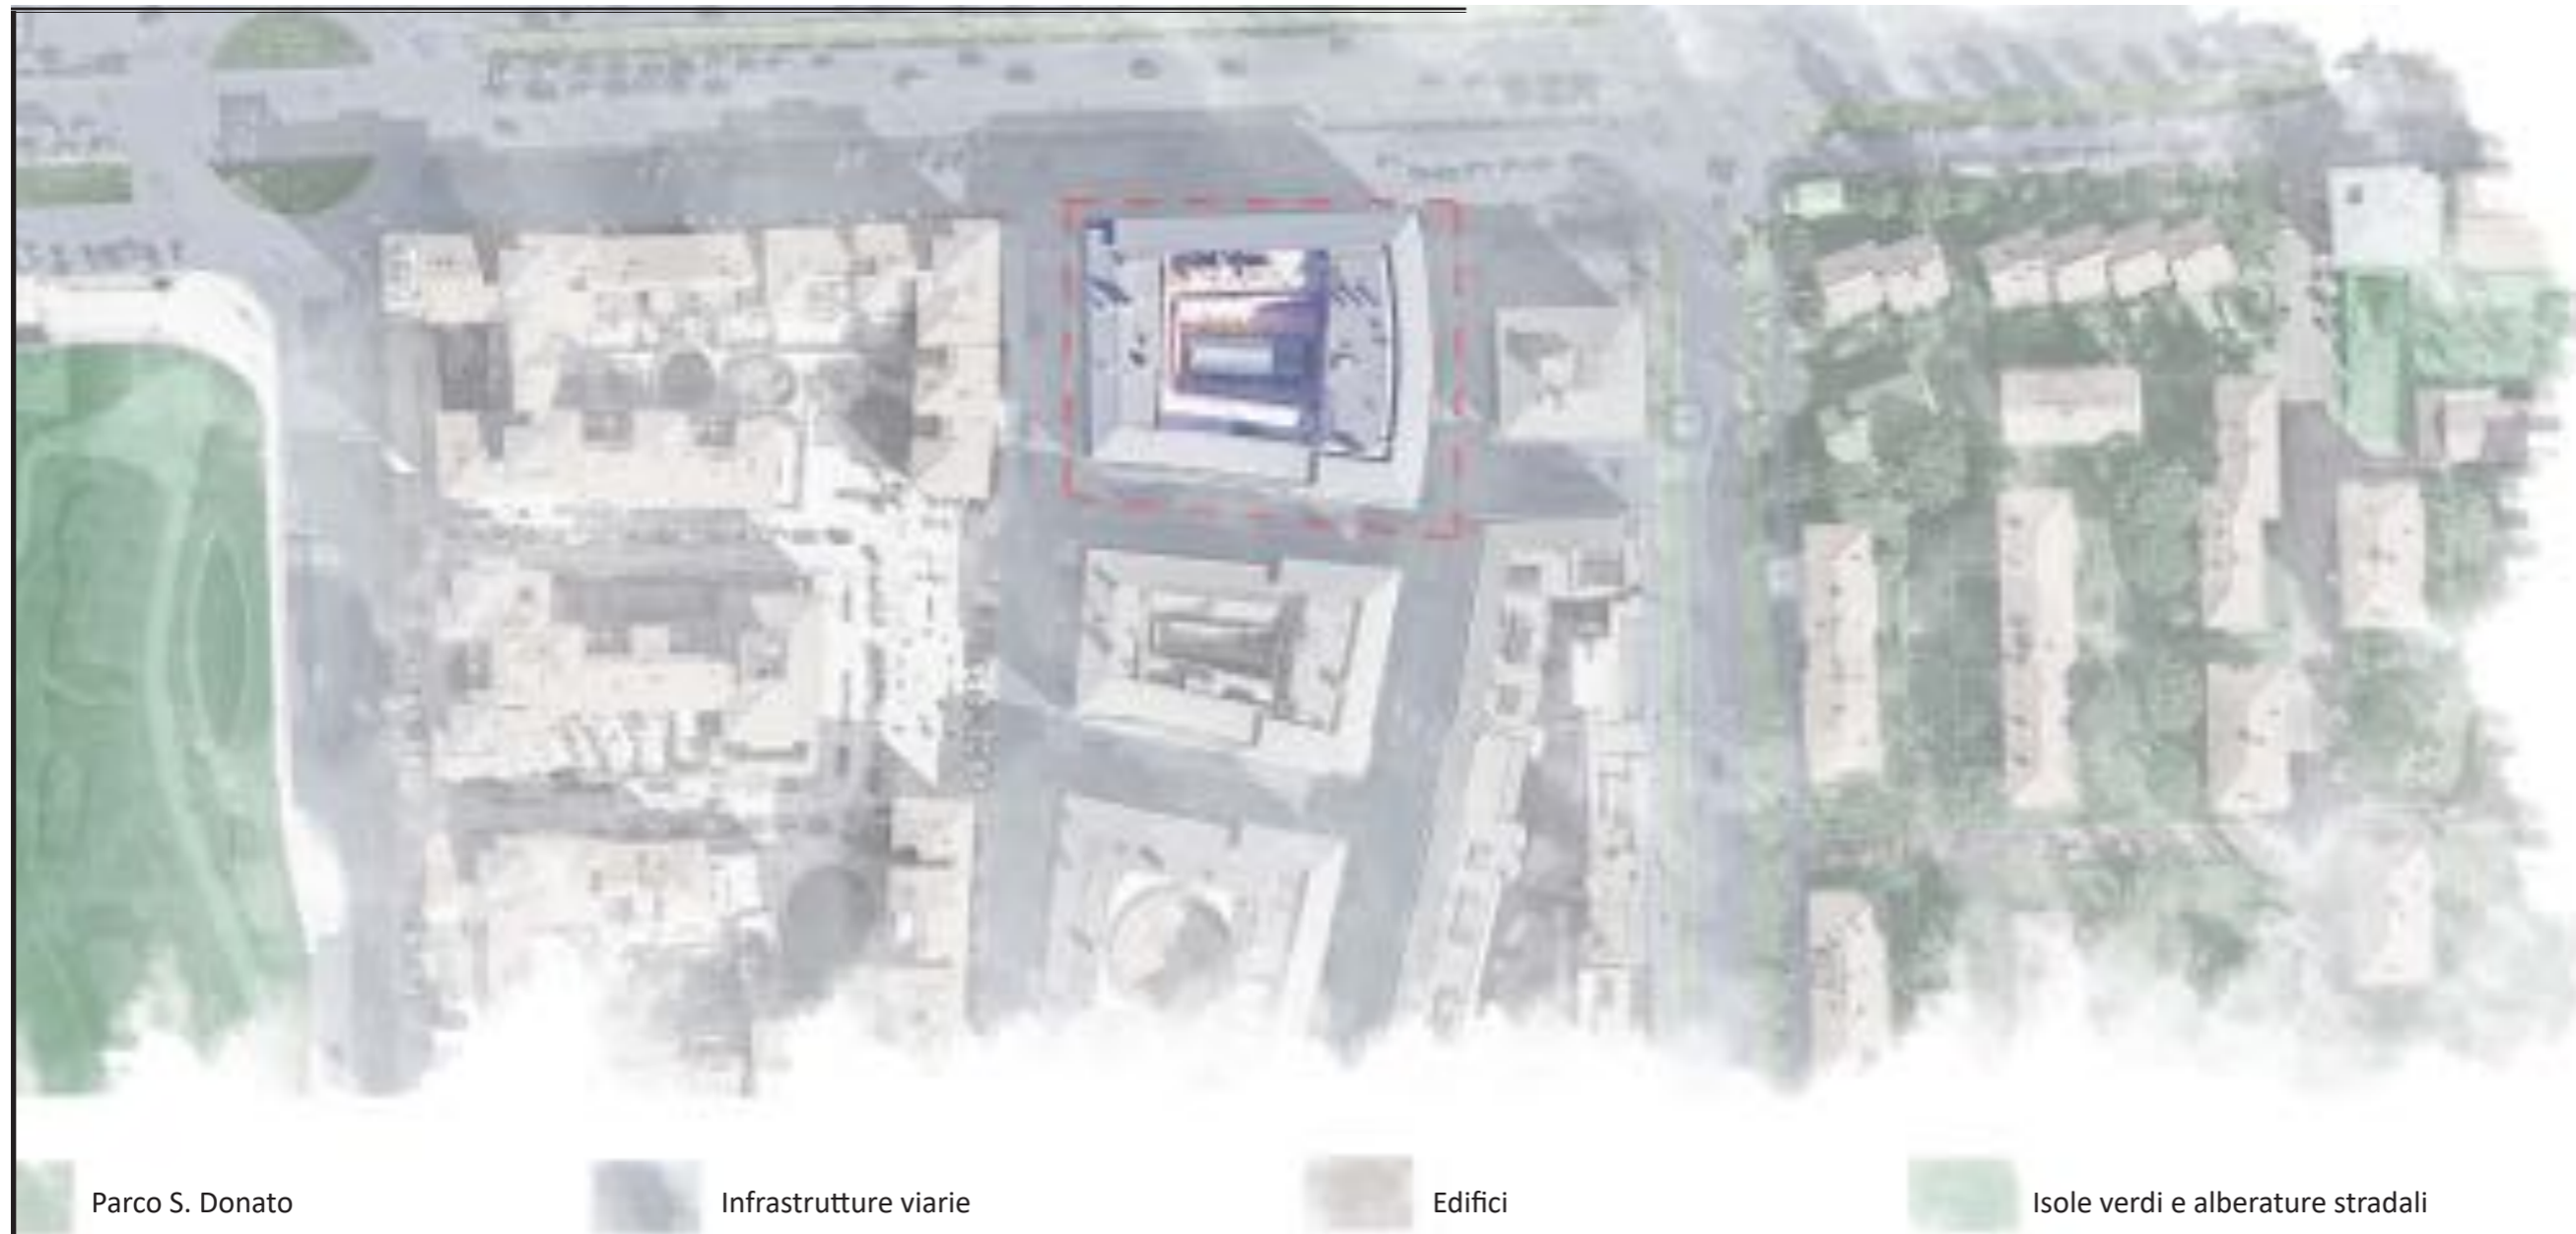 Parco S. Donato
Infrastrutture viarie
Edifici
Isole verdi e alberature stradali